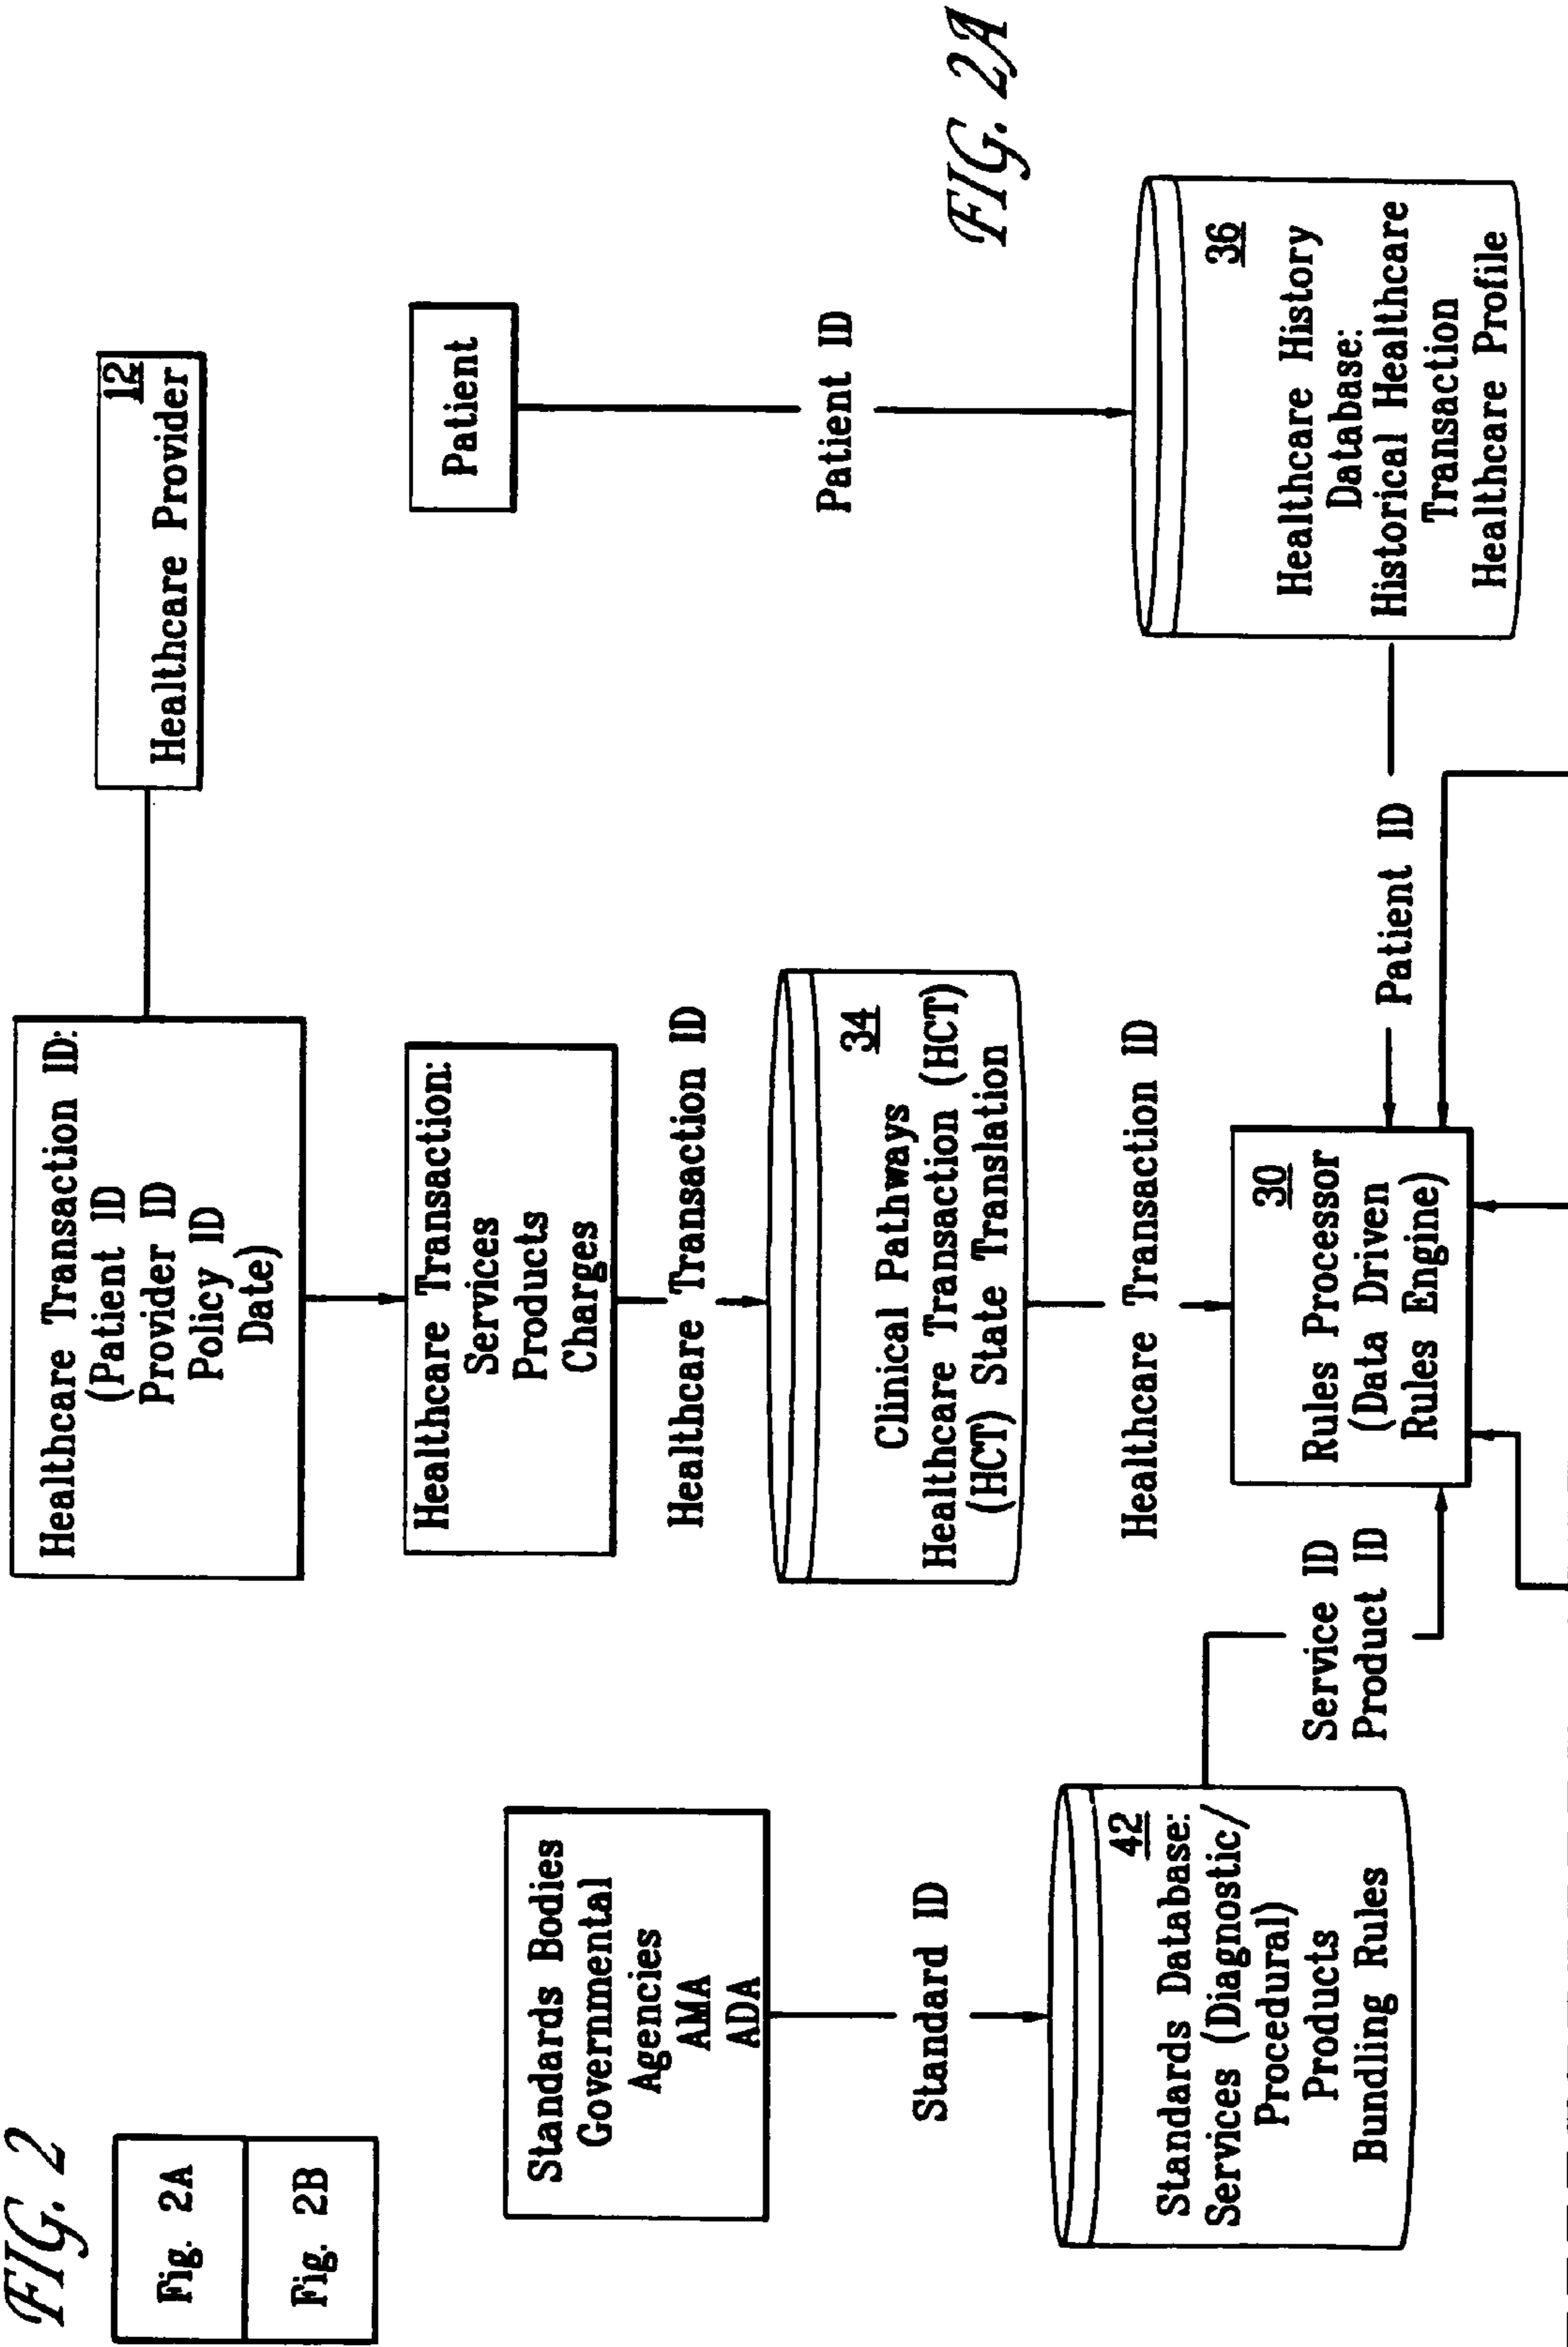 FIG. 2
Fig. 2A
Fig. 2B
Healthcare Transaction ID:
(Patient ID
Provider ID
Policy ID
Date)
12
Healthcare Provider
Healthcare Transaction:
Services
Products
Charges
Healthcare Transaction ID
34
Clinical Pathways
Healthcare Transaction (HCT)
(HCT) State Translation
Healthcare Transaction ID
Patient
Patient ID
FIG. 2A
36
Healthcare History
Database:
Historical Healthcare
Transaction
Healthcare Profile
Patient ID
Standards Bodies
Governmental
Agencies
AMA
ADA
Standard ID
42
Standards Database:
Services (Diagnostic/
Procedural)
Products
Bundling Rules
Service ID
Product ID
30
Rules Processor
(Data Driven
Rules Engine)